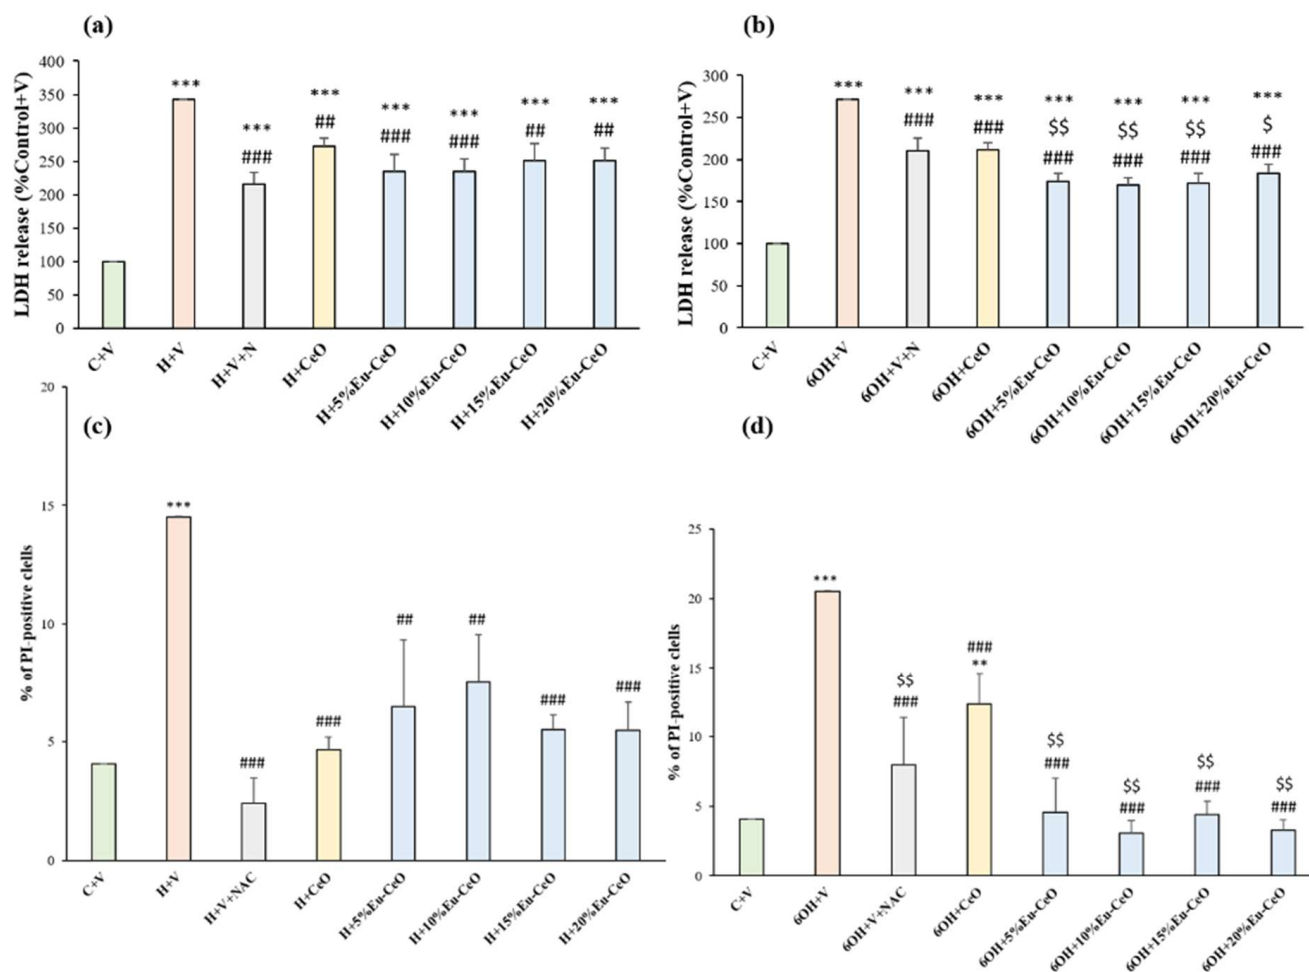 (a)
LDH release (%Control+V)
400
350
300
250
200
150
100
50
0
***
***
###
***
##
***
###
***
###
***
##
***
##
C+V
H+V
H+V+N
H+CeO
H+5%Eu-CeO
H+10%Eu-CeO
H+15%Eu-CeO
H+20%Eu-CeO
(b)
LDH release (%Control+V)
300
250
200
150
100
50
0
***
***
###
***
###
***
$$
###
***
$$
###
***
$$
###
***
$
###
C+V
6OH+V
6OH+V+N
6OH+CeO
6OH+5%Eu-CeO
6OH+10%Eu-CeO
6OH+15%Eu-CeO
6OH+20%Eu-CeO
(c)
% of PI-positive clells
20
15
10
5
0
***
###
###
##
##
###
###
C+V
H+V
H+V+NAC
H+CeO
H+5%Eu-CeO
H+10%Eu-CeO
H+15%Eu-CeO
H+20%Eu-CeO
(d)
% of PI-positive clells
25
20
15
10
5
0
***
$$
###
###
**
$$
###
$$
###
$$
###
$$
###
C+V
6OH+V
6OH+V+NAC
6OH+CeO
6OH+5%Eu-CeO
6OH+10%Eu-CeO
6OH+15%Eu-CeO
6OH+20%Eu-CeO